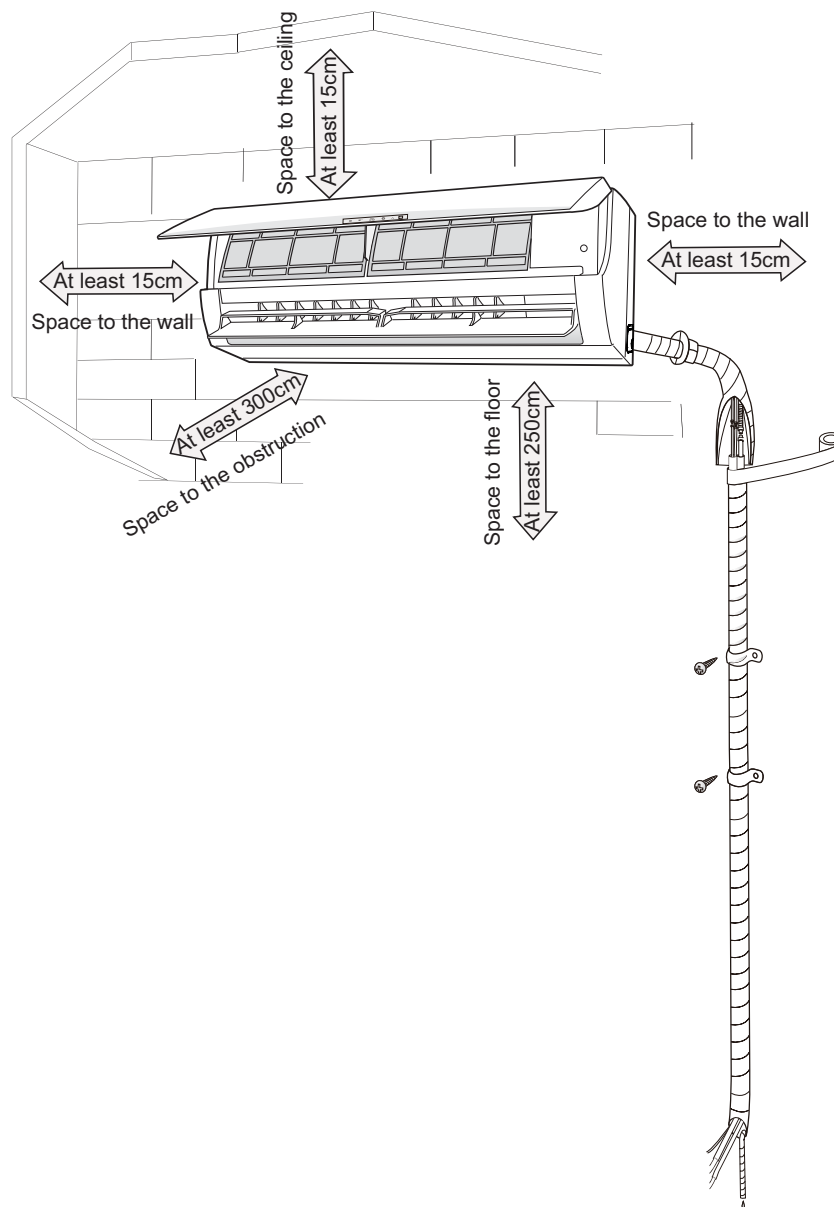 Space to the ceiling
At least 15cm
Space to the wall
At least 15cm
At least 15cm
Space to the wall
At least 300cm
Space to the obstruction
Space to the floor
At least 250cm